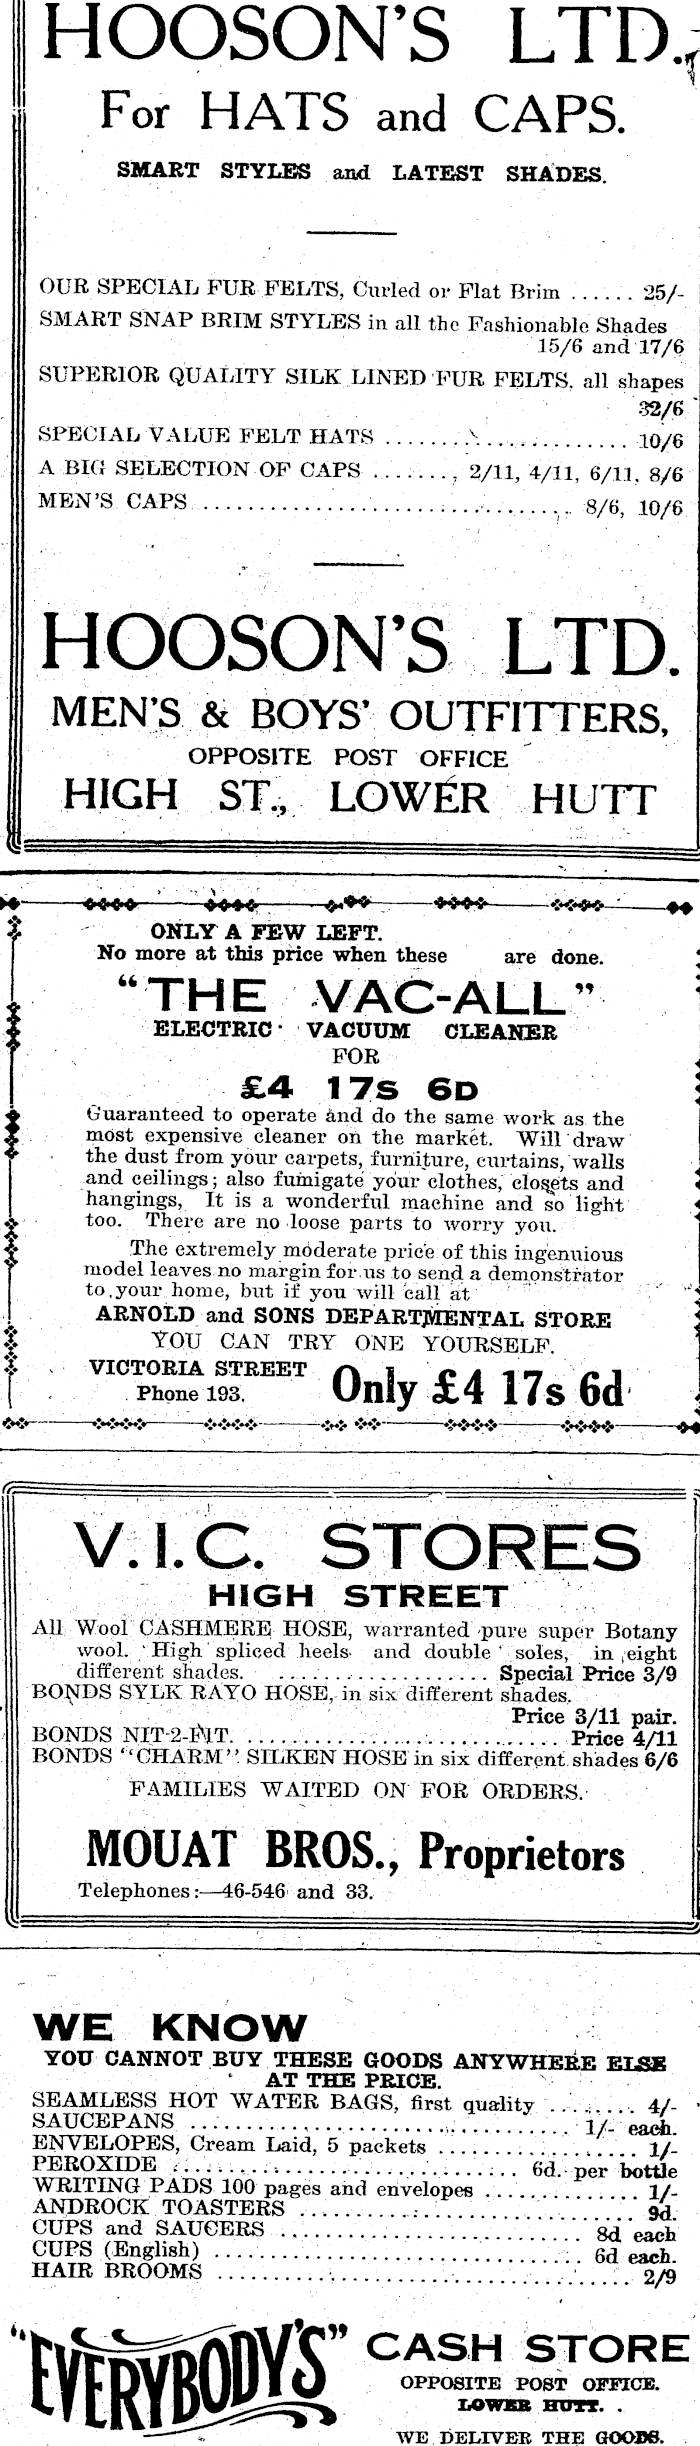 HOOSON'S LTD.
For HATS and CAPS.
SMART STYLES and LATEST SHADES.
OUR SPECIAL FUR FELTS, Curled or Flat Brim ...... 25/-
SMART SNAP BRIM STYLES in all the Fashionable Shades
15/6 and 17/6
SUPERIOR QUALITY SILK LINED FUR FELTS. all shapes
32/6
SPECIAL VALUE FELT HATS ........................ 10/6
A BIG SELECTION OF CAPS ......., 2/11, 4/11, 6/11, 8/6
MEN'S CAPS ................................... 8/6, 10/6
HOOSON'S LTD.
MEN'S & BOYS' OUTFITTERS,
OPPOSITE POST OFFICE
HIGH ST., LOWER HUTT
ONLY A FEW LEFT.
No more at this price when these are done.
"THE VAC-ALL"
ELECTRIC VACUUM CLEANER
FOR
£4 17s 6D
Guaranteed to operate and do the same work as the
most expensive cleaner on the market. Will draw
the dust from your carpets, furniture, curtains, walls
and ceilings; also fumigate your clothes, closets and
hangings, It is a wonderful machine and so light
too. There are no loose parts to worry you.
The extremely moderate price of this ingenuious
model leaves no margin for us to send a demonstrator
to your home, but if you will call at
ARNOLD and SONS DEPARTMENTAL STORE
YOU CAN TRY ONE YOURSELF.
VICTORIA STREET
Phone 193.
Only £4 17s 6d
V.I.C. STORES
HIGH STREET
All Wool CASHMERE HOSE, warranted pure super Botany
wool. High spliced heels and double soles, in eight
different shades. ..................... Special Price 3/9
BONDS SYLK RAYO HOSE, in six different shades.
Price 3/11 pair.
BONDS NIT-2-FIT. ............................. Price 4/11
BONDS "CHARM" SILKEN HOSE in six different shades 6/6
FAMILIES WAITED ON FOR ORDERS.
MOUAT BROS., Proprietors
Telephones:—46-546 and 33.
WE KNOW
YOU CANNOT BUY THESE GOODS ANYWHERE ELSE
AT THE PRICE.
SEAMLESS HOT WATER BAGS, first quality ........ 4/-
SAUCEPANS ................................... 1/- each.
ENVELOPES, Cream Laid, 5 packets ................ 1/-
PEROXIDE .............................. 6d. per bottle
WRITING PADS 100 pages and envelopes ............. 1/-
ANDROCK TOASTERS ............................... 9d.
CUPS and SAUCERS ........................... 8d each
CUPS (English) ................................ 6d each.
HAIR BROOMS ................................... 2/9
"EVERYBODY'S" CASH STORE
OPPOSITE POST OFFICE.
LOWER HUTT. .
WE DELIVER THE GOODS.